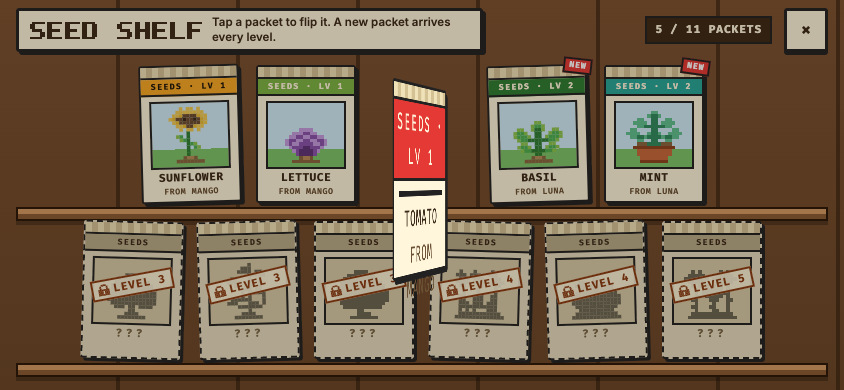 SEED SHELF
Tap a packet to flip it. A new packet arrives
every level.
5 / 11 PACKETS
×
SEEDS · LV 1
SUNFLOWER
FROM MANGO
SEEDS · LV 1
LETTUCE
FROM MANGO
SEEDS ·
LV 1
TOMATO
FROM
MANGO
NEW
SEEDS · LV 2
BASIL
FROM LUNA
NEW
SEEDS · LV 2
MINT
FROM LUNA
SEEDS
LEVEL 3
???
SEEDS
LEVEL 3
???
SEEDS
LEVEL
???
SEEDS
LEVEL 4
???
SEEDS
LEVEL 4
???
SEEDS
LEVEL 5
???